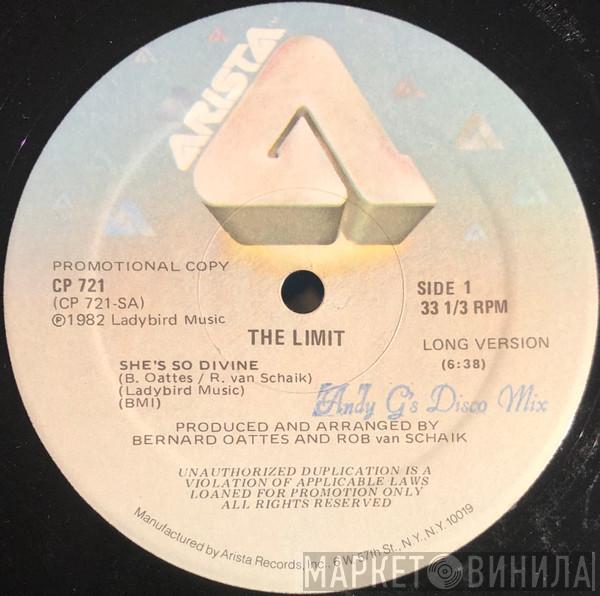 ARISTA
PROMOTIONAL COPY
CP 721
(CP 721-SA)
℗1982 Ladybird Music
SIDE 1
33 1/3 RPM
THE LIMIT
LONG VERSION
(6:38)
SHE'S SO DIVINE
(B. Oattes / R. van Schaik)
(Ladybird Music)
(BMI)
"Andy G's Disco Mix
PRODUCED AND ARRANGED BY
BERNARD OATTES AND ROB van SCHAIK
UNAUTHORIZED DUPLICATION IS A
VIOLATION OF APPLICABLE LAWS
LOANED FOR PROMOTION ONLY
ALL RIGHTS RESERVED
Manufactured by Arista Records, Inc., 6 W. 57th St., N.Y., N.Y. 10019
МАРКЕТ ВИНИЛА